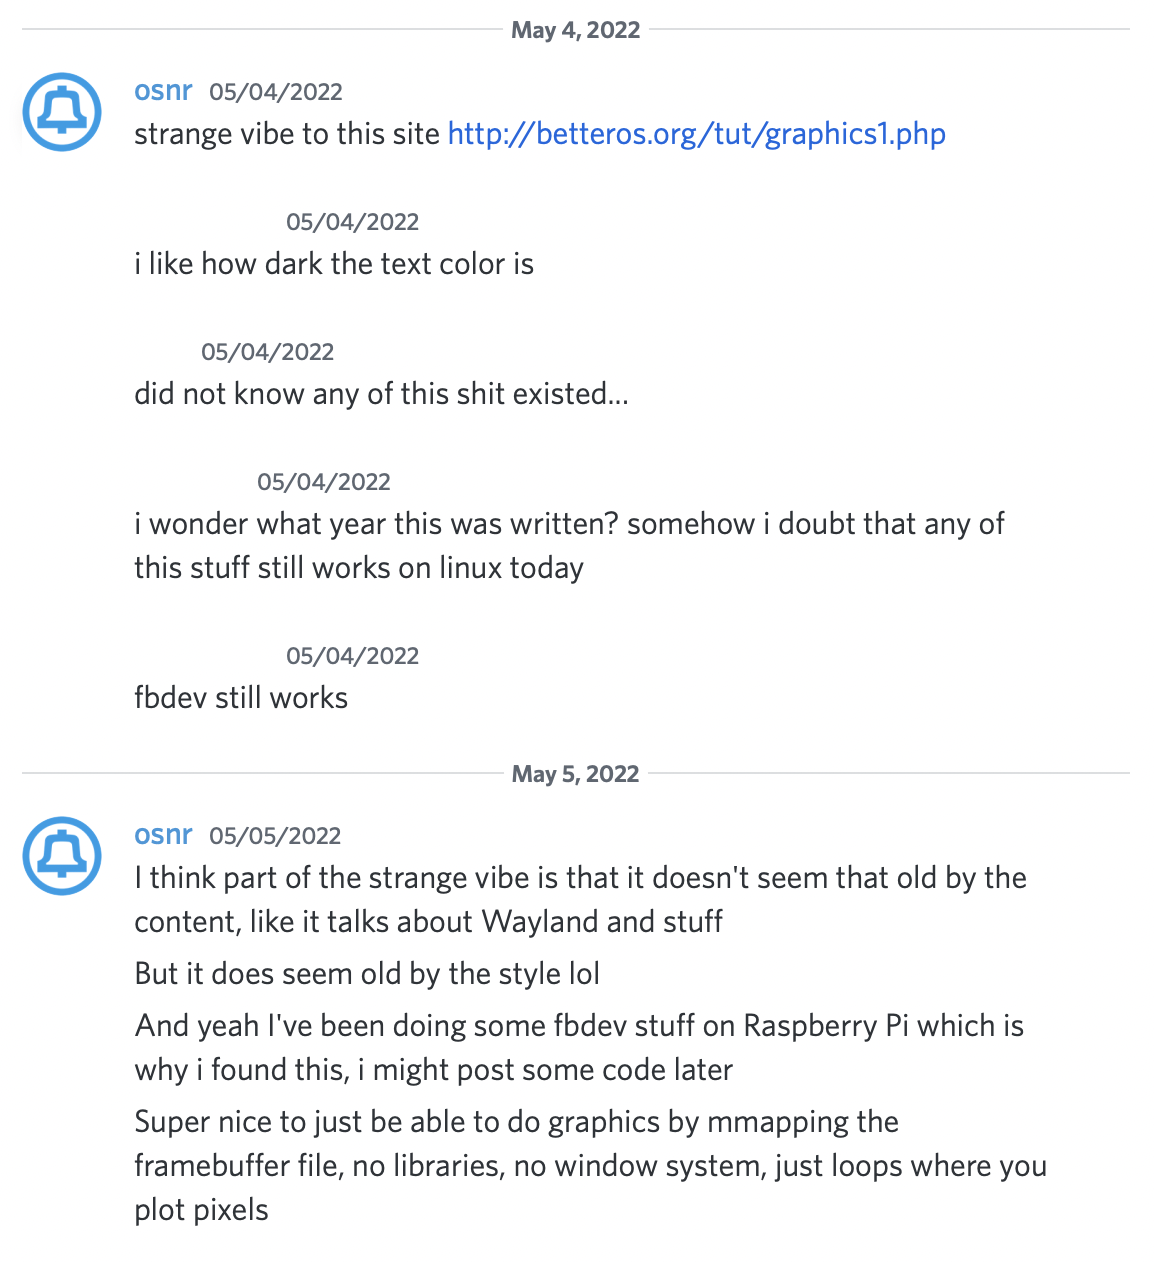 May 4, 2022
osnr 05/04/2022
strange vibe to this site http://betteros.org/tut/graphics1.php
05/04/2022
i like how dark the text color is
05/04/2022
did not know any of this shit existed...
05/04/2022
i wonder what year this was written? somehow i doubt that any of
this stuff still works on linux today
05/04/2022
fbdev still works
May 5, 2022
osnr 05/05/2022
I think part of the strange vibe is that it doesn't seem that old by the
content, like it talks about Wayland and stuff
But it does seem old by the style lol
And yeah I've been doing some fbdev stuff on Raspberry Pi which is
why i found this, i might post some code later
Super nice to just be able to do graphics by mmapping the
framebuffer file, no libraries, no window system, just loops where you
plot pixels